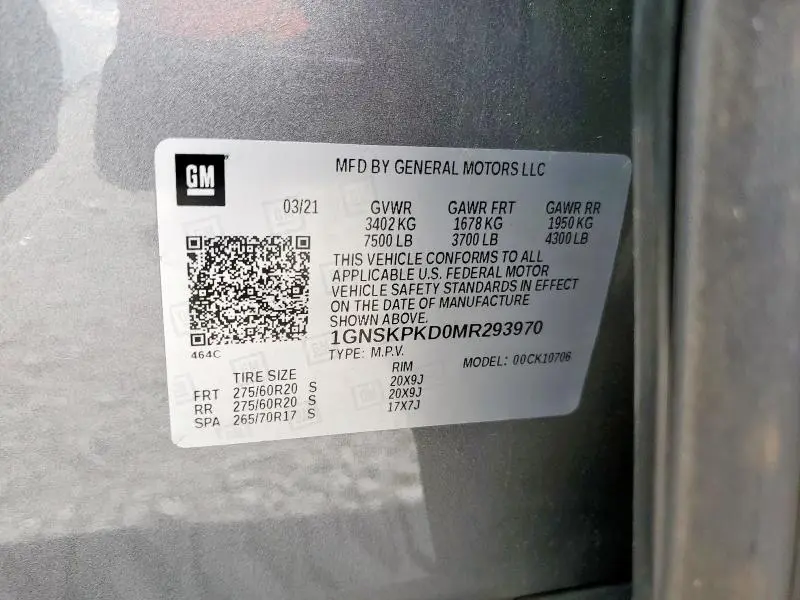 GM
MFD BY GENERAL MOTORS LLC
03/21 GVWR GAWR FRT GAWR RR
3402 KG 1678 KG 1950 KG
7500 LB 3700 LB 4300 LB
THIS VEHICLE CONFORMS TO ALL
APPLICABLE U.S. FEDERAL MOTOR
VEHICLE SAFETY STANDARDS IN EFFECT
ON THE DATE OF MANUFACTURE
SHOWN ABOVE.
1GNSKPKD0MR293970
464C
TYPE: M.P.V. MODEL: 00CK10706
TIRE SIZE RIM
FRT 275/60R20 S 20X9J
RR 275/60R20 S 20X9J
SPA 265/70R17 S 17X7J